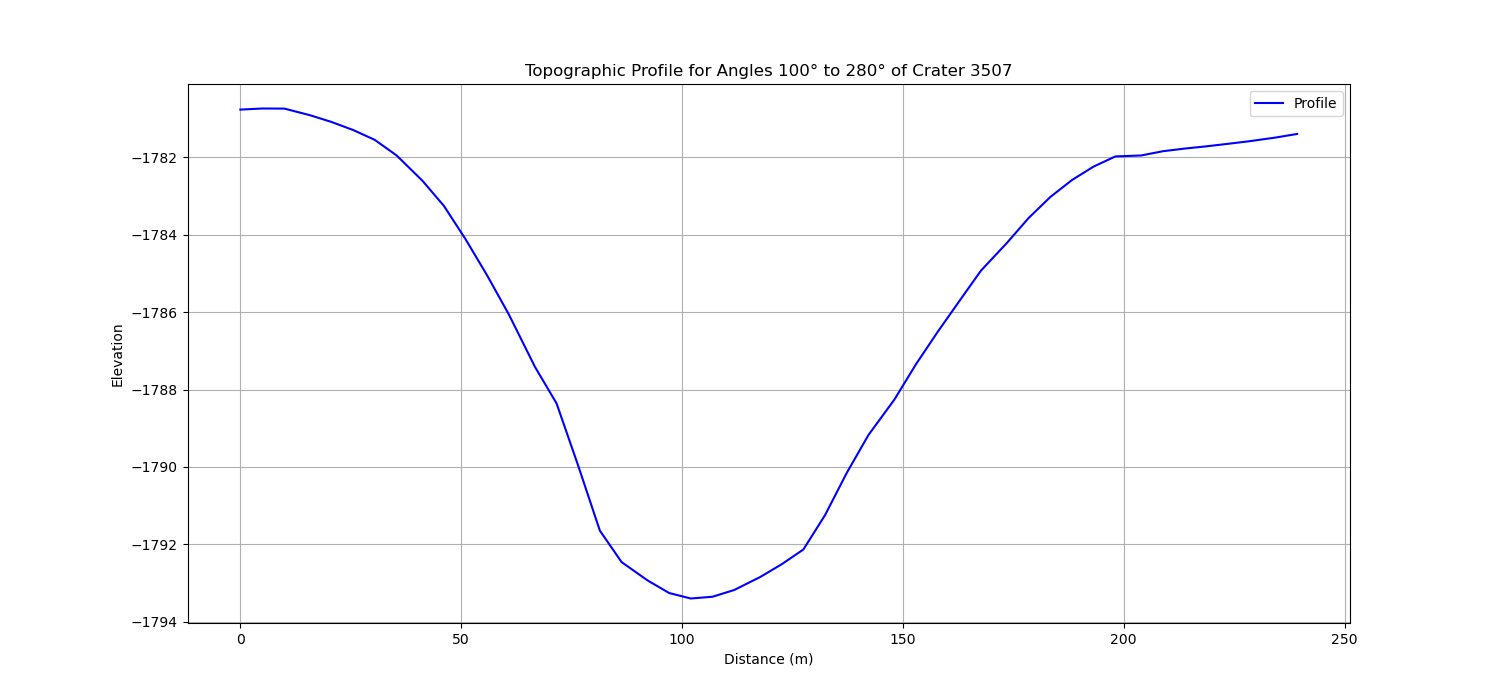 Topographic Profile for Angles 100° to 280° of Crater 3507
Profile
−1782
−1784
−1786
−1788
−1790
−1792
−1794
Elevation
0 50 100 150 200 250
Distance (m)